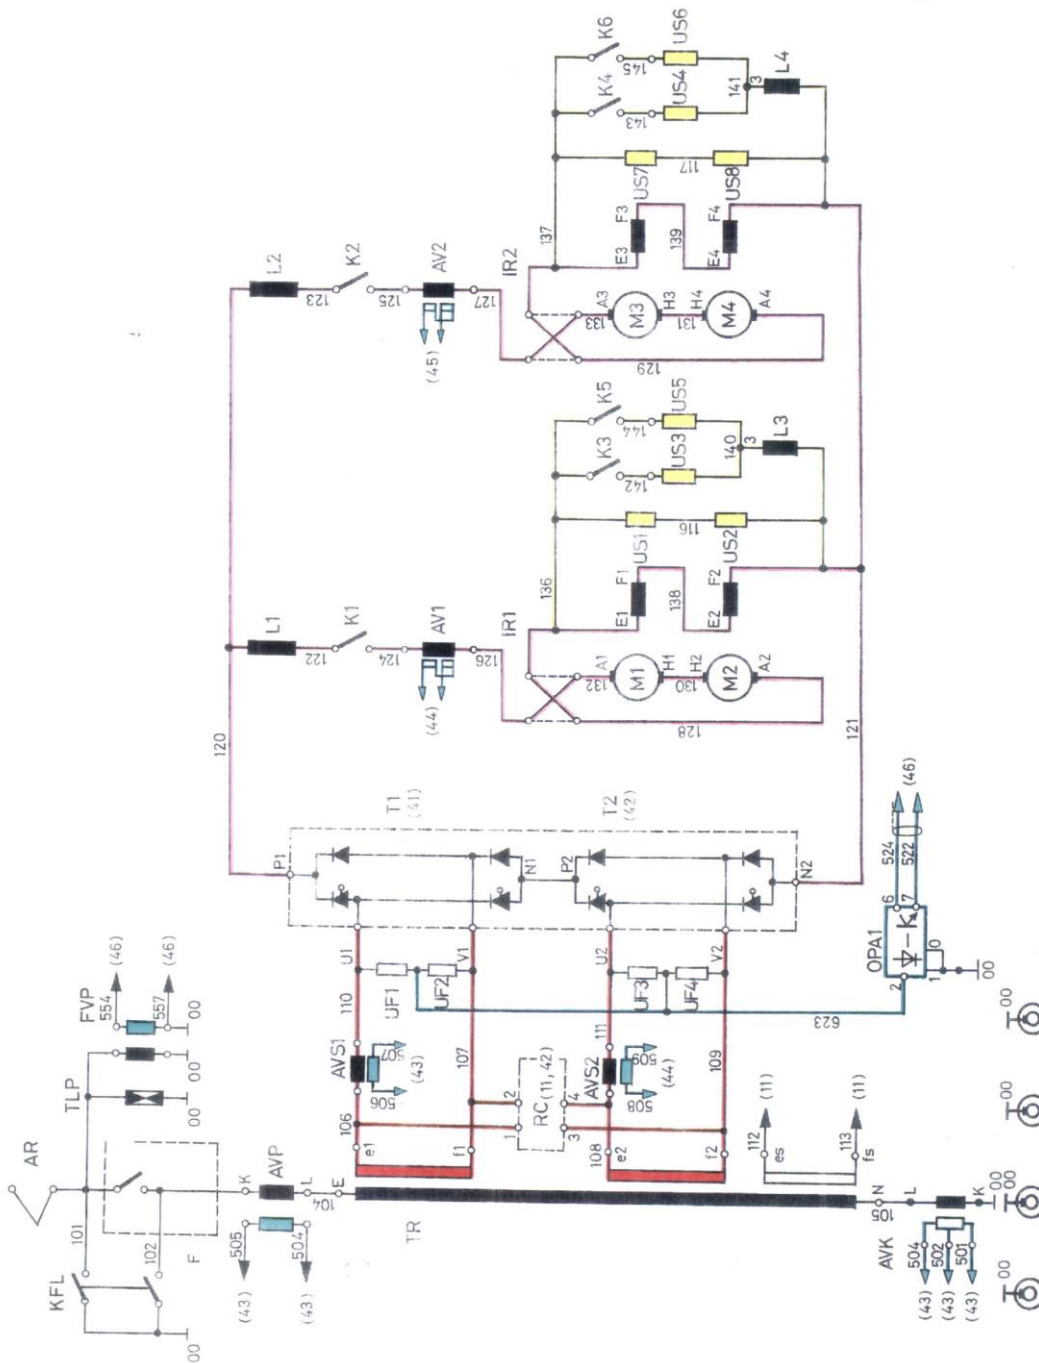 AR
101
KFL
102
F
00
TLP
00
00
FVP
554
(46)
557
(46)
00
505
(43)
504
(43)
K
AVP
L
104
E
TR
N
105
L
K
00
AVK
504
(43)
502
(43)
501
(43)
00
00
00
00
106
e1
AVS1
506
507
(43)
110
U1
107
f1
V1
UF1
UF2
RC(11,42)
1
2
3
4
108
e2
AVS2
508
509
(44)
111
U2
109
f2
V2
UF3
UF4
112
es
(11)
113
fs
(11)
623
OPA1
2
6
7
1
0
00
524
522
(46)
P1
T1
(41)
N1
P2
T2
(42)
N2
120
121
L1
122
K1
124
AV1
(44)
126
IR1
136
A1
132
M1
H1
130
H2
M2
A2
128
E1
F1
138
E2
F2
US1
116
US2
K3
142
US3
K5
144
US5
140
3
L3
L2
123
K2
125
AV2
(45)
127
IR2
137
A3
133
M3
H3
131
H4
M4
A4
129
E3
F3
139
E4
F4
US7
117
US8
K4
143
US4
K6
145
US6
141
3
L4